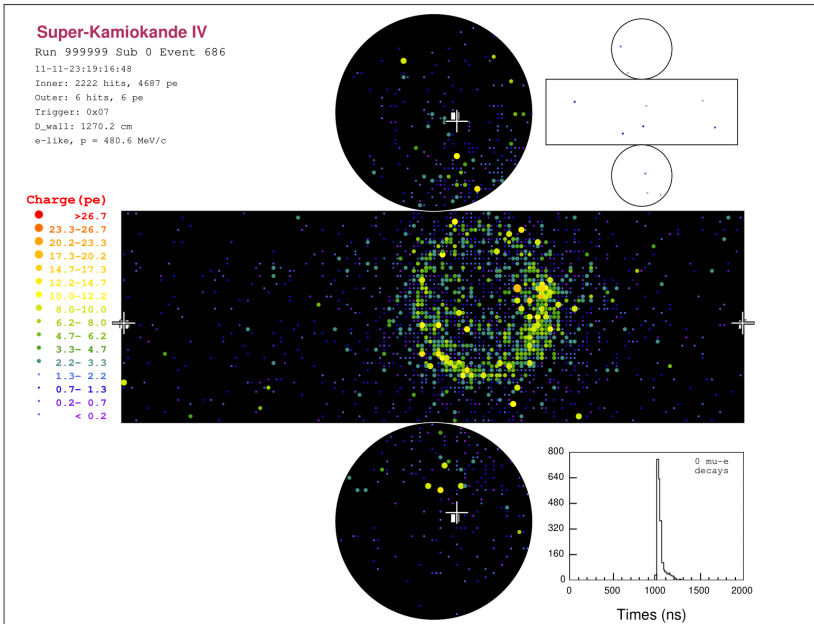 Super-Kamiokande IV
Run 999999 Sub 0 Event 686
11-11-23:19:16:48
Inner: 2222 hits, 4687 pe
Outer: 6 hits, 6 pe
Trigger: 0x07
D_wall: 1270.2 cm
e-like, p = 480.6 MeV/c
Charge(pe)
>26.7
23.3-26.7
20.2-23.3
17.3-20.2
14.7-17.3
12.2-14.7
10.0-12.2
8.0-10.0
6.2- 8.0
4.7- 6.2
3.3- 4.7
2.2- 3.3
1.3- 2.2
0.7- 1.3
0.2- 0.7
< 0.2
0 mu-e
decays
800
640
480
320
160
0
0 500 1000 1500 2000
Times (ns)